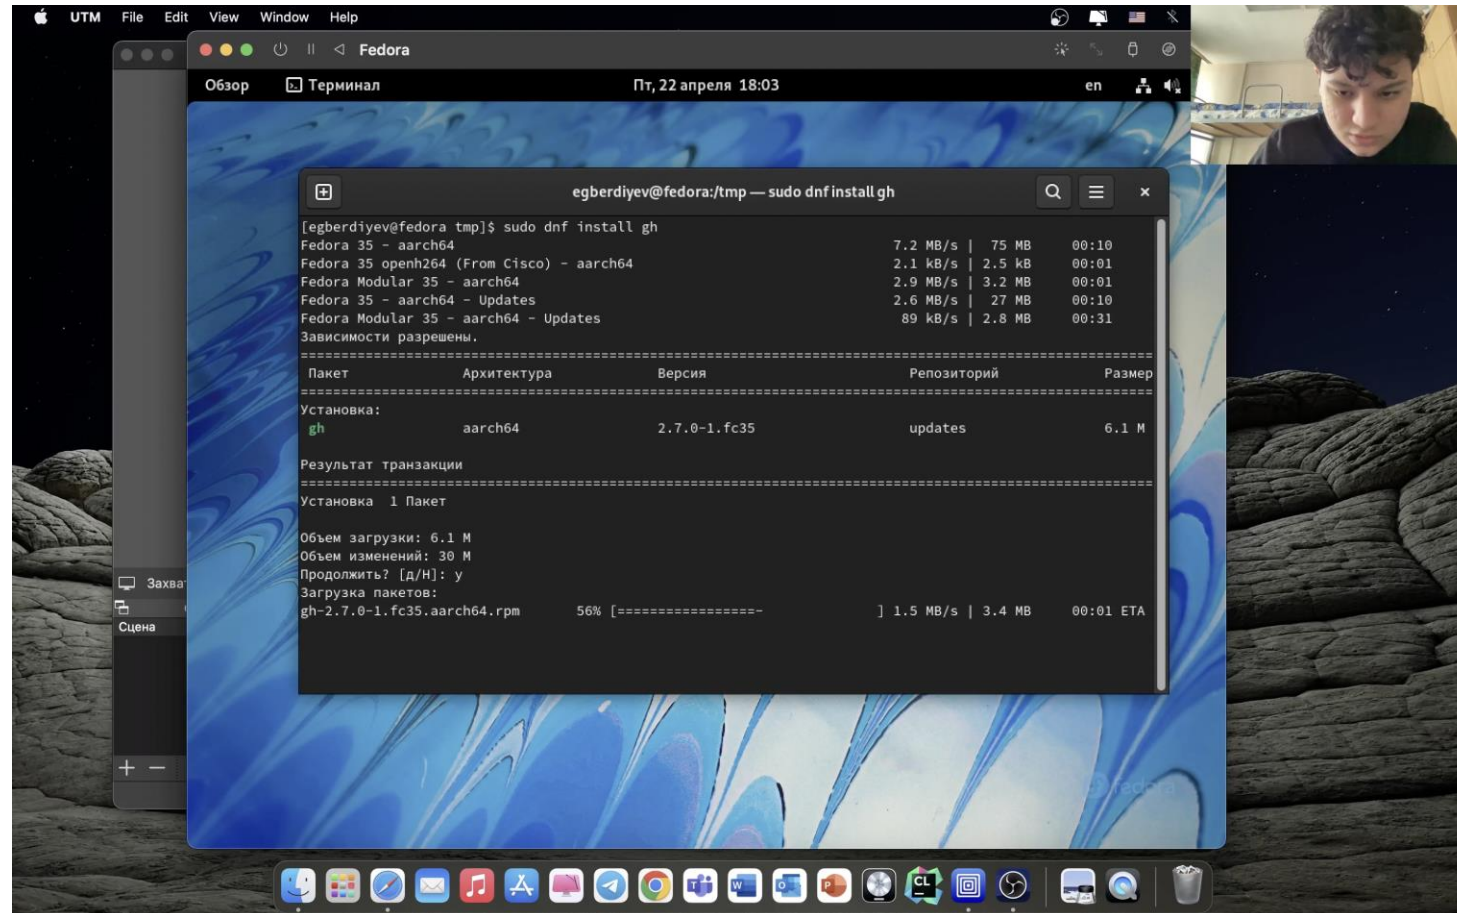 UTM File Edit View Window Help
Fedora
Обзор Терминал Пт, 22 апреля 18:03 en
egberdiyev@fedora:/tmp — sudo dnf install gh
[egberdiyev@fedora tmp]$ sudo dnf install gh
Fedora 35 - aarch64 7.2 MB/s | 75 MB 00:10
Fedora 35 openh264 (From Cisco) - aarch64 2.1 kB/s | 2.5 kB 00:01
Fedora Modular 35 - aarch64 2.9 MB/s | 3.2 MB 00:01
Fedora 35 - aarch64 - Updates 2.6 MB/s | 27 MB 00:10
Fedora Modular 35 - aarch64 - Updates 89 kB/s | 2.8 MB 00:31
Зависимости разрешены.
Пакет Архитектура Версия Репозиторий Размер
Установка:
gh aarch64 2.7.0-1.fc35 updates 6.1 M
Результат транзакции
Установка 1 Пакет
Объем загрузки: 6.1 M
Объем изменений: 30 M
Продолжить? [д/Н]: y
Загрузка пакетов:
gh-2.7.0-1.fc35.aarch64.rpm 56% [=================- ] 1.5 MB/s | 3.4 MB 00:01 ETA
Захва
Сцена
fedora
CL